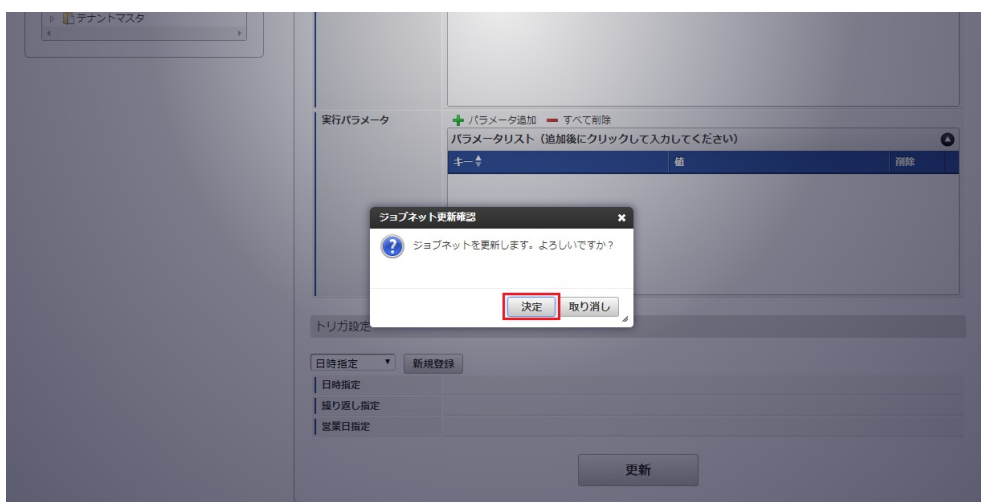 テナントマスタ
実行パラメータ
パラメータ追加 すべて削除
パラメータリスト（追加後にクリックして入力してください）
キー 値 削除
ジョブネット更新確認
ジョブネットを更新します。よろしいですか？
決定 取り消し
トリガ設定
日時指定 新規登録
日時指定
繰り返し指定
営業日指定
更新